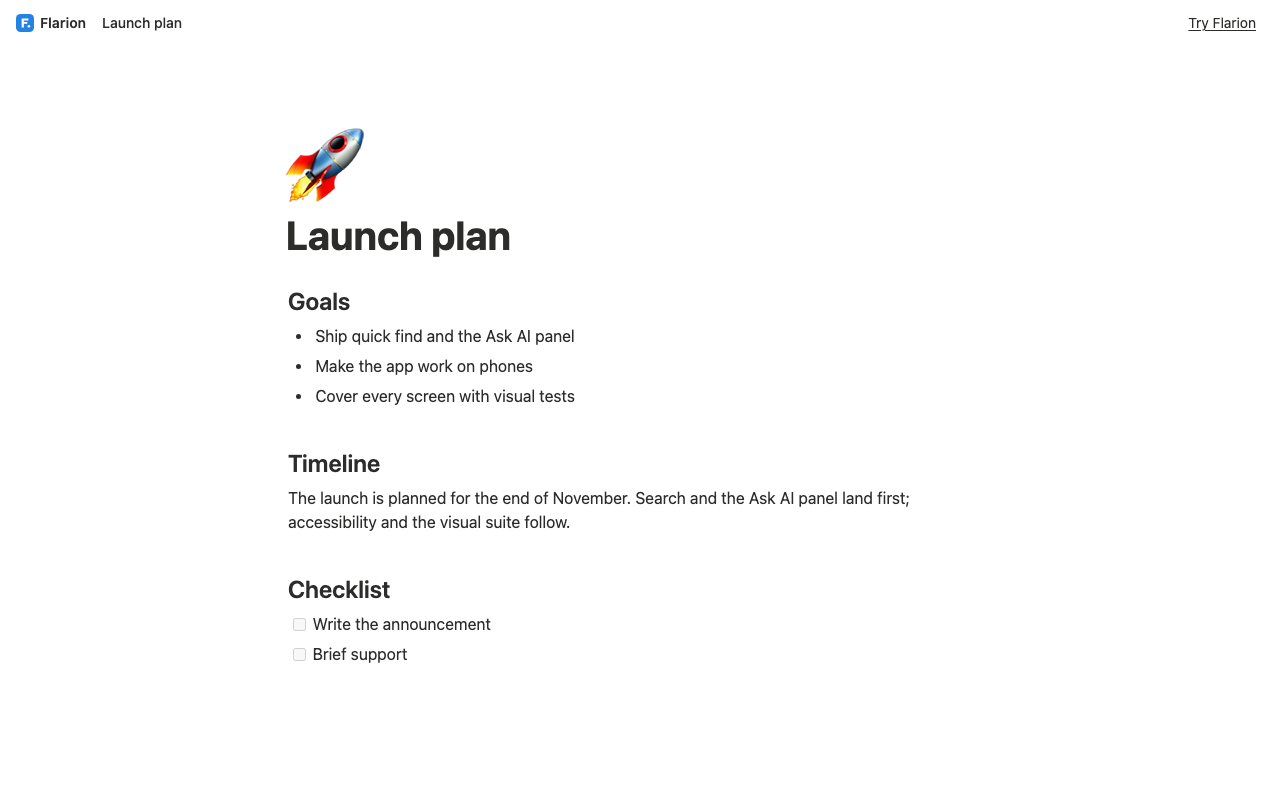 F. Flarion
Launch plan
Try Flarion
Launch plan
Goals
• Ship quick find and the Ask AI panel
• Make the app work on phones
• Cover every screen with visual tests
Timeline
The launch is planned for the end of November. Search and the Ask AI panel land first;
accessibility and the visual suite follow.
Checklist
Write the announcement
Brief support